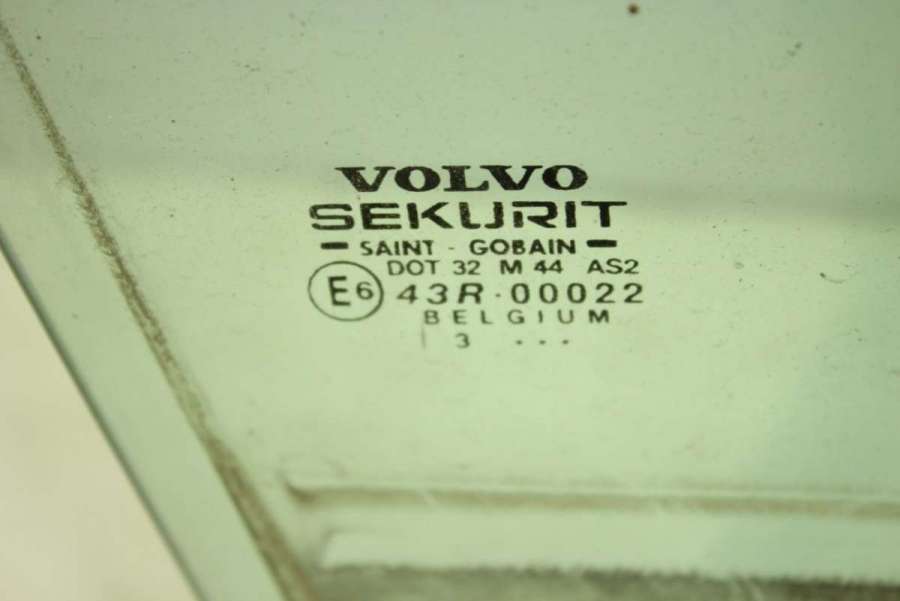 VOLVO
SEKURIT
SAINT - GOBAIN
DOT 32 M 44 AS2
E6 43R-00022
BELGIUM
3 ...